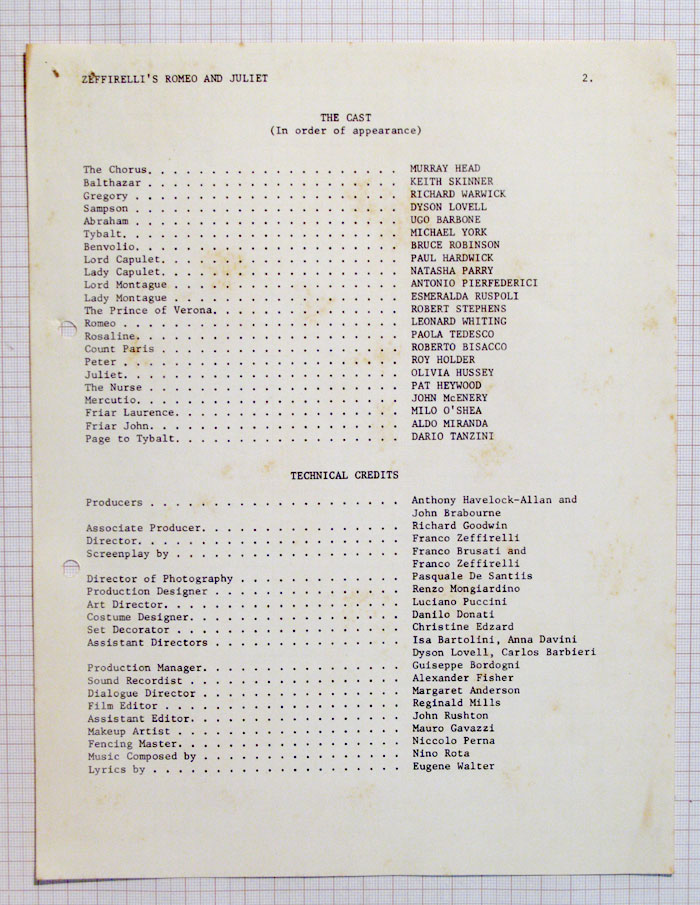 ZEFFIRELLI'S ROMEO AND JULIET 2.
THE CAST
(In order of appearance)
The Chorus. . . . . . . . . . . . . . . . . . . . . . . MURRAY HEAD
Balthazar . . . . . . . . . . . . . . . . . . . . . . . KEITH SKINNER
Gregory . . . . . . . . . . . . . . . . . . . . . . . . RICHARD WARWICK
Sampson . . . . . . . . . . . . . . . . . . . . . . . . DYSON LOVELL
Abraham . . . . . . . . . . . . . . . . . . . . . . . . UGO BARBONE
Tybalt. . . . . . . . . . . . . . . . . . . . . . . . . MICHAEL YORK
Benvolio. . . . . . . . . . . . . . . . . . . . . . . . BRUCE ROBINSON
Lord Capulet. . . . . . . . . . . . . . . . . . . . . . PAUL HARDWICK
Lady Capulet. . . . . . . . . . . . . . . . . . . . . . NATASHA PARRY
Lord Montague . . . . . . . . . . . . . . . . . . . . . ANTONIO PIERFEDERICI
Lady Montague . . . . . . . . . . . . . . . . . . . . . ESMERALDA RUSPOLI
The Prince of Verona. . . . . . . . . . . . . . . . . . ROBERT STEPHENS
Romeo . . . . . . . . . . . . . . . . . . . . . . . . . LEONARD WHITING
Rosaline. . . . . . . . . . . . . . . . . . . . . . . . PAOLA TEDESCO
Count Paris . . . . . . . . . . . . . . . . . . . . . . ROBERTO BISACCO
Peter . . . . . . . . . . . . . . . . . . . . . . . . . ROY HOLDER
Juliet. . . . . . . . . . . . . . . . . . . . . . . . . OLIVIA HUSSEY
The Nurse . . . . . . . . . . . . . . . . . . . . . . . PAT HEYWOOD
Mercutio. . . . . . . . . . . . . . . . . . . . . . . . JOHN McENERY
Friar Laurence. . . . . . . . . . . . . . . . . . . . . MILO O'SHEA
Friar John. . . . . . . . . . . . . . . . . . . . . . . ALDO MIRANDA
Page to Tybalt. . . . . . . . . . . . . . . . . . . . . DARIO TANZINI
TECHNICAL CREDITS
Producers . . . . . . . . . . . . . . . . . . . . . . . Anthony Havelock-Allan and
John Brabourne
Associate Producer. . . . . . . . . . . . . . . . . . . Richard Goodwin
Director. . . . . . . . . . . . . . . . . . . . . . . . Franco Zeffirelli
Screenplay by . . . . . . . . . . . . . . . . . . . . . Franco Brusati and
Franco Zeffirelli
Director of Photography . . . . . . . . . . . . . . . . Pasquale De Santiis
Production Designer . . . . . . . . . . . . . . . . . . Renzo Mongiardino
Art Director. . . . . . . . . . . . . . . . . . . . . . Luciano Puccini
Costume Designer. . . . . . . . . . . . . . . . . . . . Danilo Donati
Set Decorator . . . . . . . . . . . . . . . . . . . . . Christine Edzard
Assistant Directors . . . . . . . . . . . . . . . . . . Isa Bartolini, Anna Davini
Dyson Lovell, Carlos Barbieri
Production Manager. . . . . . . . . . . . . . . . . . . Guiseppe Bordogni
Sound Recordist . . . . . . . . . . . . . . . . . . . . Alexander Fisher
Dialogue Director . . . . . . . . . . . . . . . . . . . Margaret Anderson
Film Editor . . . . . . . . . . . . . . . . . . . . . . Reginald Mills
Assistant Editor. . . . . . . . . . . . . . . . . . . . John Rushton
Makeup Artist . . . . . . . . . . . . . . . . . . . . . Mauro Gavazzi
Fencing Master. . . . . . . . . . . . . . . . . . . . . Niccolo Perna
Music Composed by . . . . . . . . . . . . . . . . . . . Nino Rota
Lyrics by . . . . . . . . . . . . . . . . . . . . . . . Eugene Walter